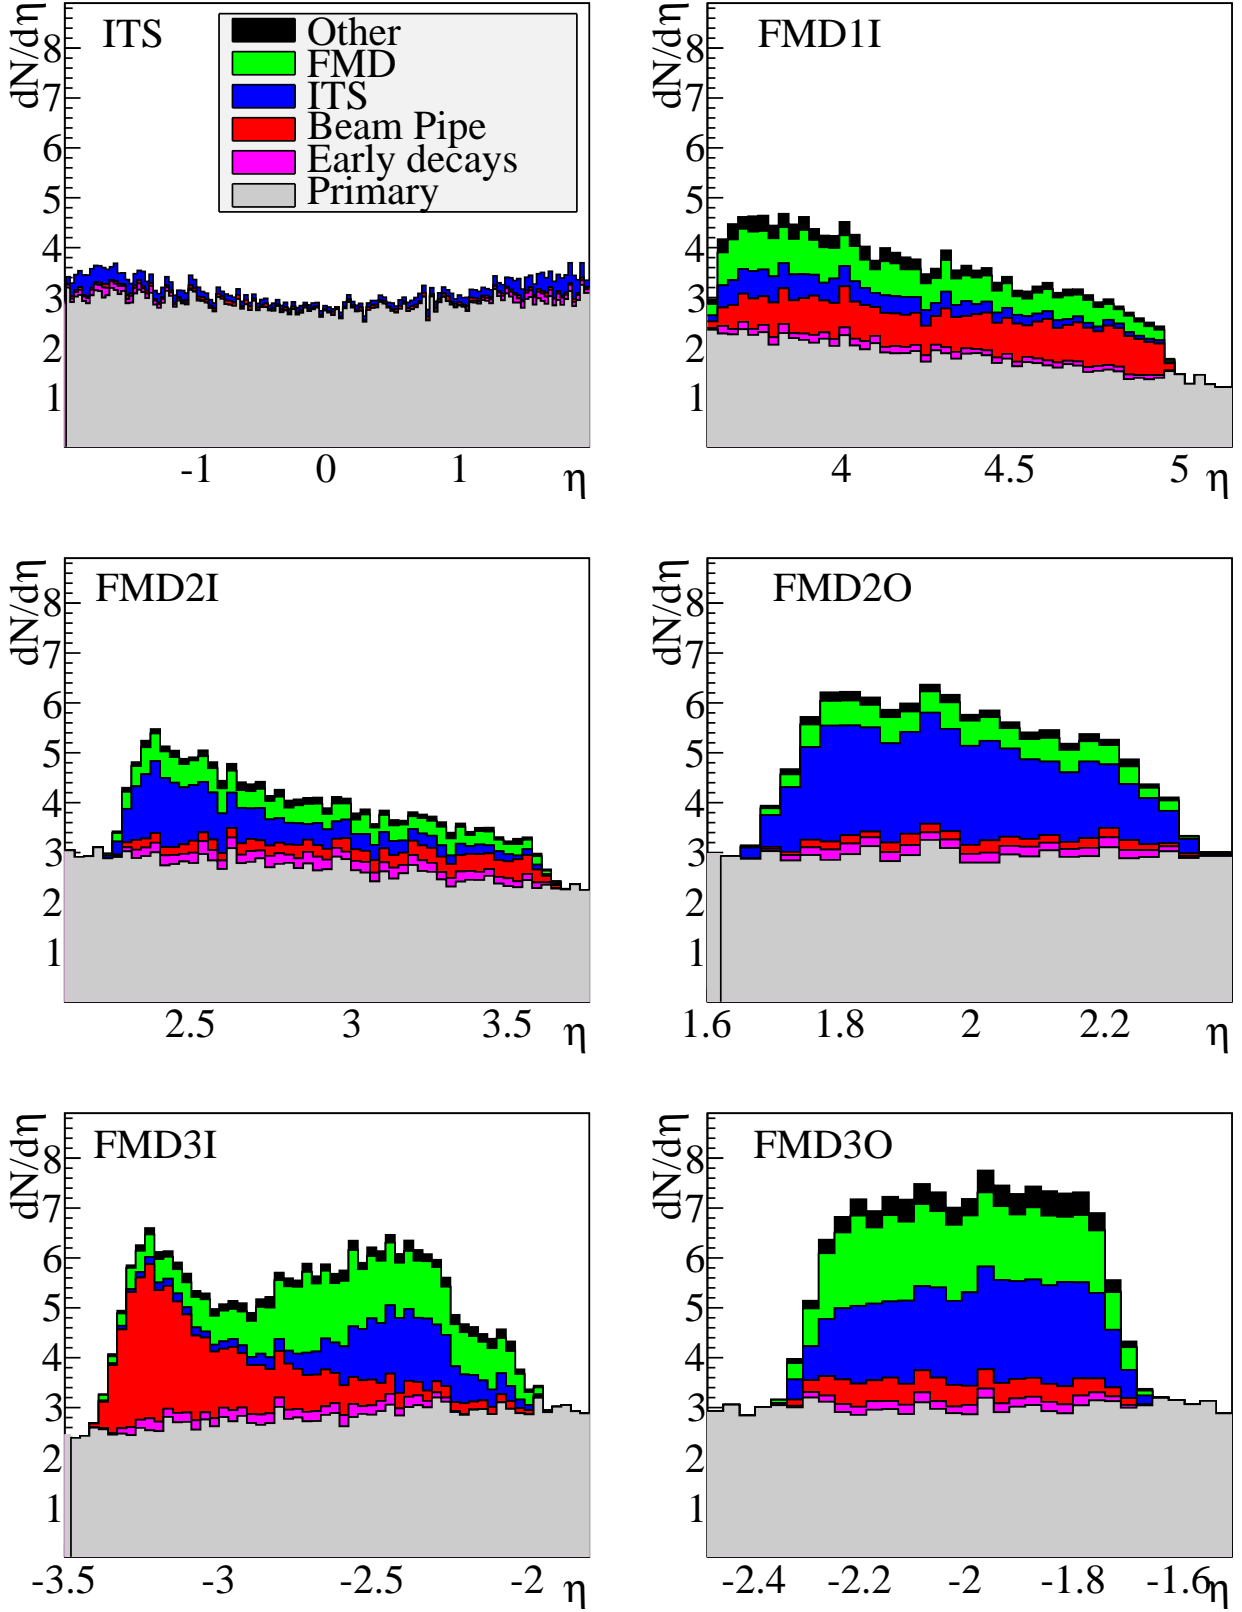 ITS
Other
FMD
ITS
Beam Pipe
Early decays
Primary
dN/dη
8
7
6
5
4
3
2
1
-1 0 1 η
FMD1I
dN/dη
8
7
6
5
4
3
2
1
4 4.5 5 η
FMD2I
dN/dη
8
7
6
5
4
3
2
1
2.5 3 3.5 η
FMD2O
dN/dη
8
7
6
5
4
3
2
1
1.6 1.8 2 2.2 η
FMD3I
dN/dη
8
7
6
5
4
3
2
1
-3.5 -3 -2.5 -2 η
FMD3O
dN/dη
8
7
6
5
4
3
2
1
-2.4 -2.2 -2 -1.8 -1.6 η